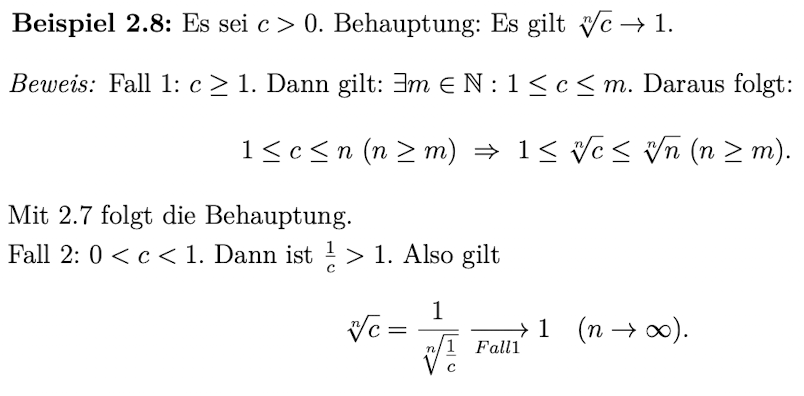 Beispiel 2.8: Es sei c > 0. Behauptung: Es gilt ⁿ√c → 1.
Beweis: Fall 1: c ≥ 1. Dann gilt: ∃m ∈ ℕ : 1 ≤ c ≤ m. Daraus folgt:
1 ≤ c ≤ n (n ≥ m) ⇒ 1 ≤ ⁿ√c ≤ ⁿ√n (n ≥ m).
Mit 2.7 folgt die Behauptung.
Fall 2: 0 < c < 1. Dann ist 1/c > 1. Also gilt
ⁿ√c = 1/ⁿ√(1/c) ⟶ Fall1 1 (n → ∞).